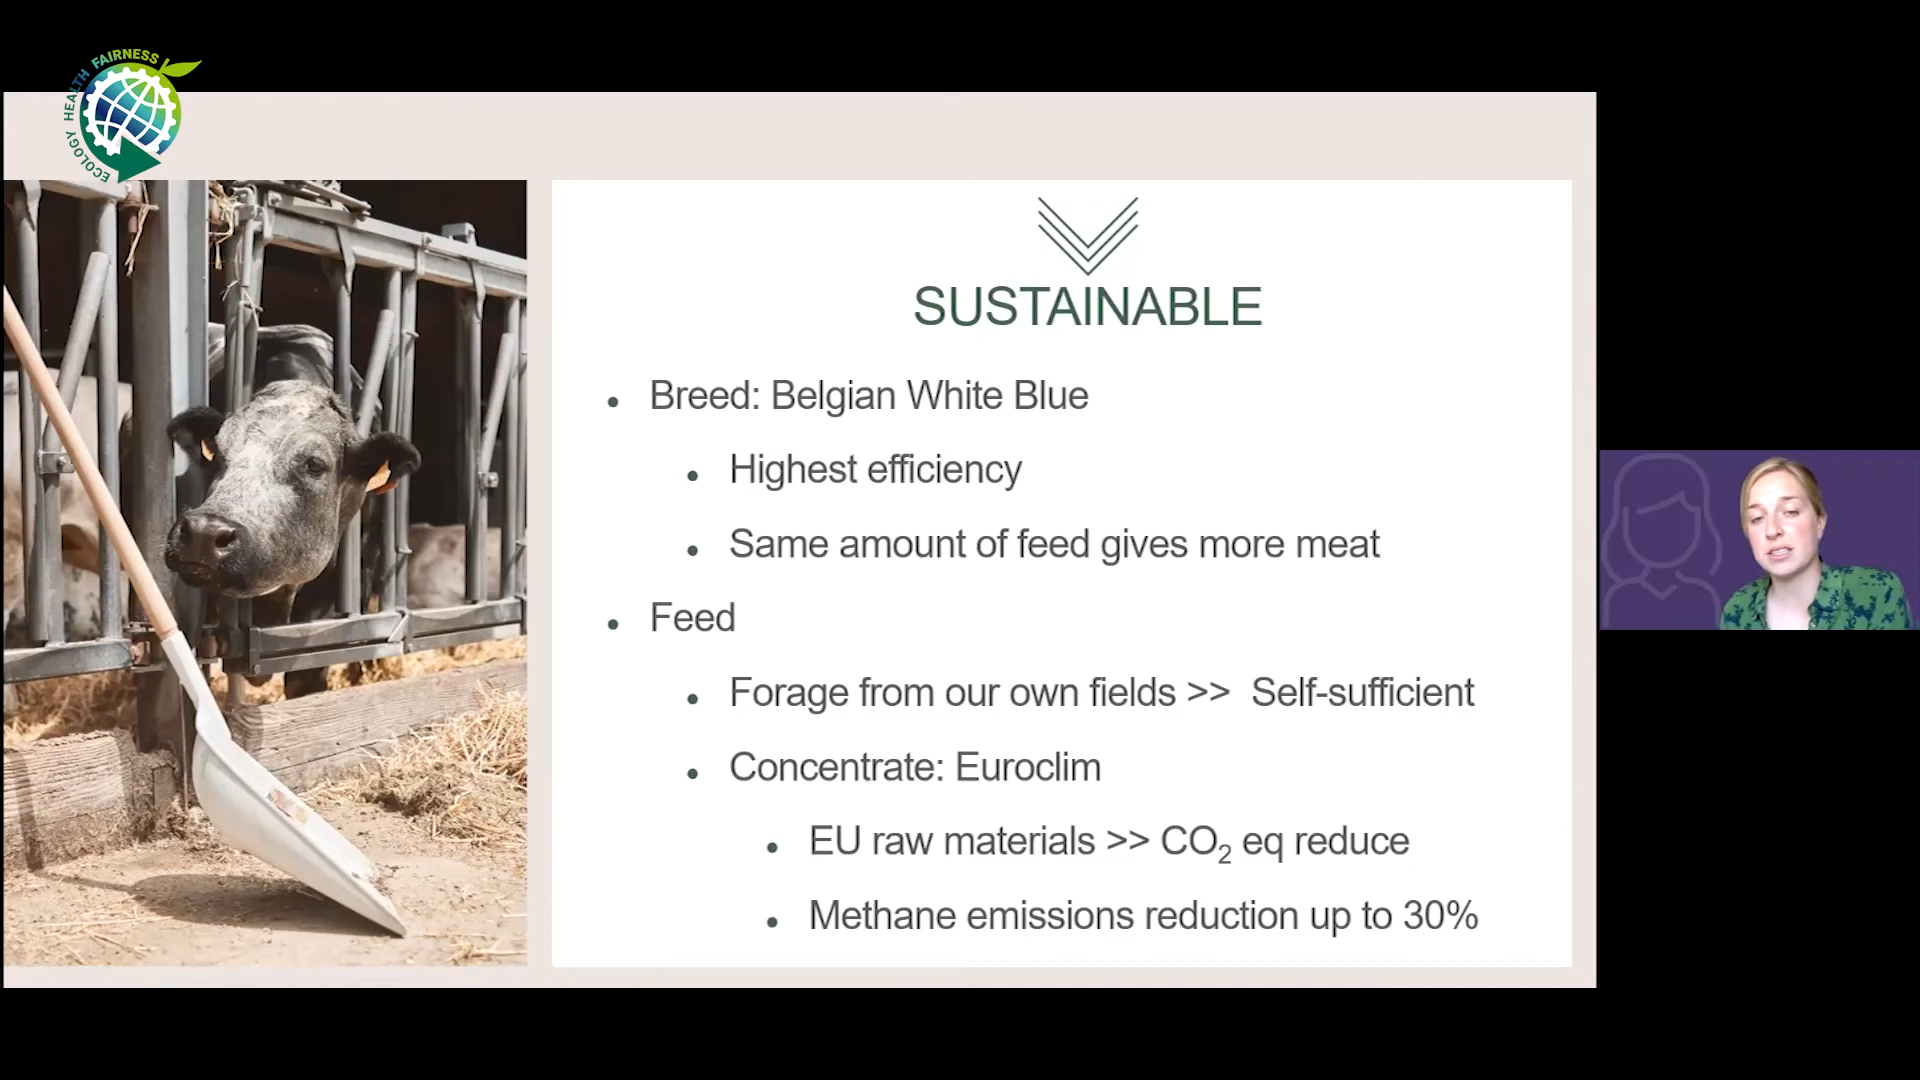 ECOLOGY HEALTH FAIRNESS
SUSTAINABLE
Breed: Belgian White Blue
Highest efficiency
Same amount of feed gives more meat
Feed
Forage from our own fields >> Self-sufficient
Concentrate: Euroclim
EU raw materials >> CO₂ eq reduce
Methane emissions reduction up to 30%